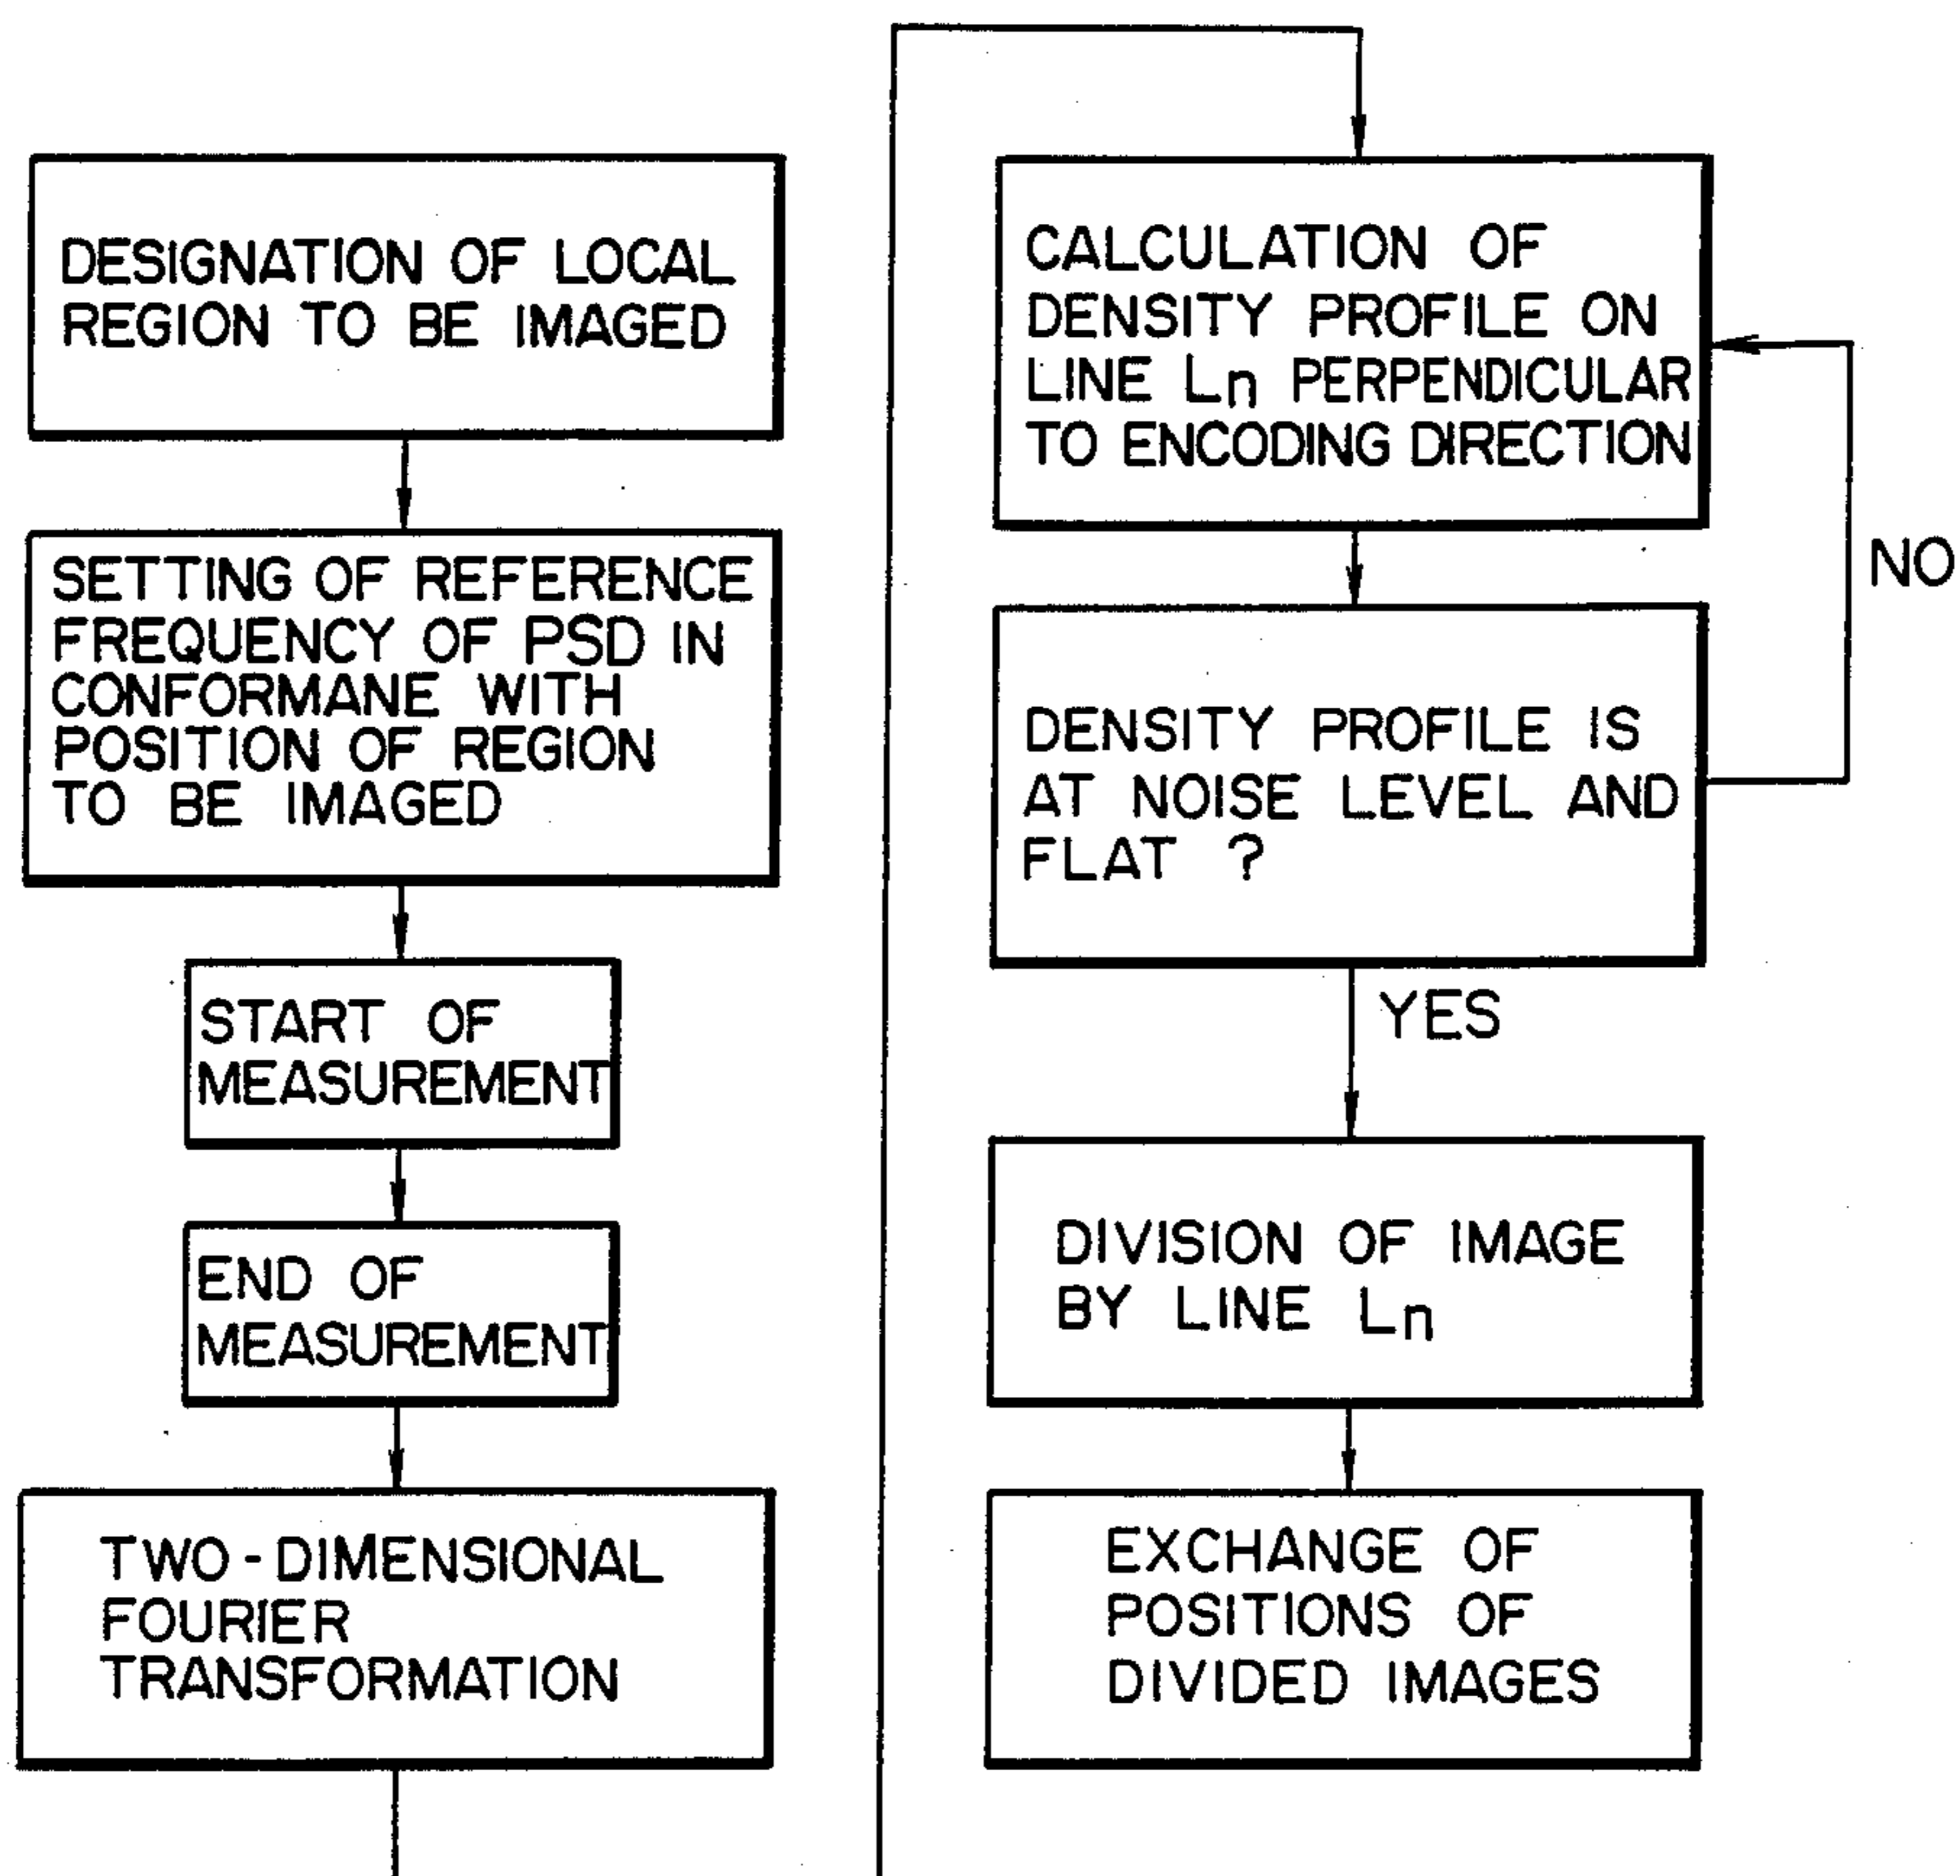 DESIGNATION OF LOCAL
REGION TO BE IMAGED
SETTING OF REFERENCE
FREQUENCY OF PSD IN
CONFORMANE WITH
POSITION OF REGION
TO BE IMAGED
START OF
MEASUREMENT
END OF
MEASUREMENT
TWO-DIMENSIONAL
FOURIER
TRANSFORMATION
CALCULATION OF
DENSITY PROFILE ON
LINE Ln PERPENDICULAR
TO ENCODING DIRECTION
NO
DENSITY PROFILE IS
AT NOISE LEVEL AND
FLAT ?
YES
DIVISION OF IMAGE
BY LINE Ln
EXCHANGE OF
POSITIONS OF
DIVIDED IMAGES